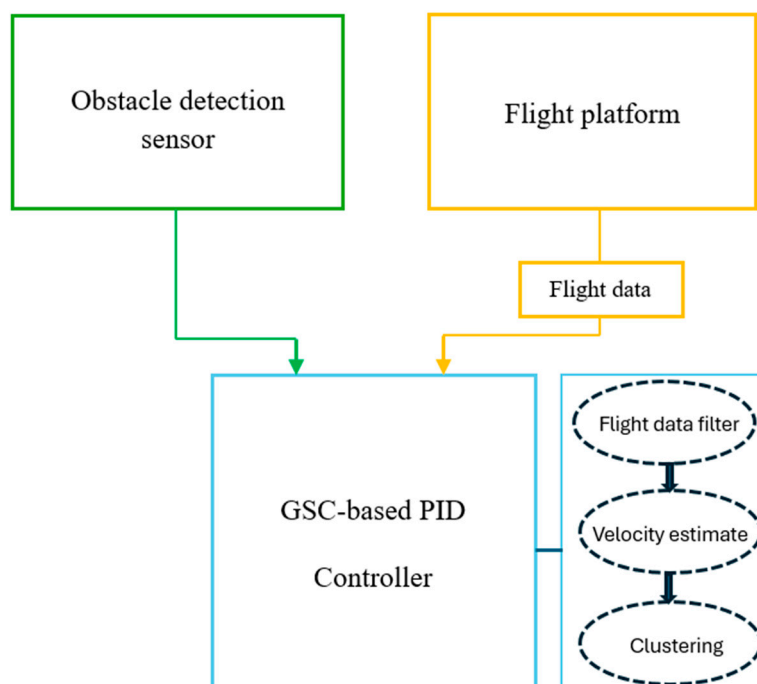 Obstacle detection
sensor
Flight platform
Flight data
GSC-based PID
Controller
Flight data filter
Velocity estimate
Clustering